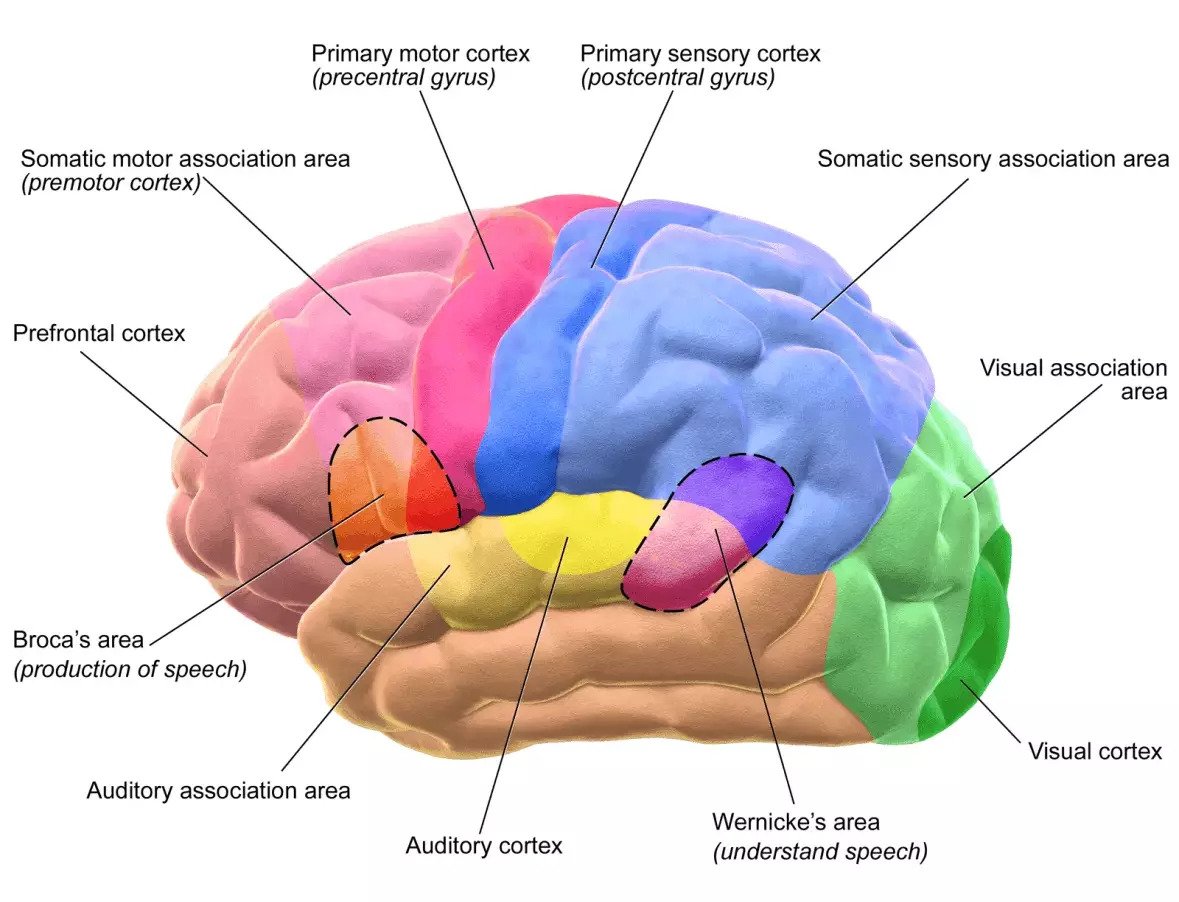 Primary motor cortex
(precentral gyrus)
Primary sensory cortex
(postcentral gyrus)
Somatic motor association area
(premotor cortex)
Somatic sensory association area
Prefrontal cortex
Visual association
area
Broca's area
(production of speech)
Visual cortex
Auditory association area
Auditory cortex
Wernicke's area
(understand speech)